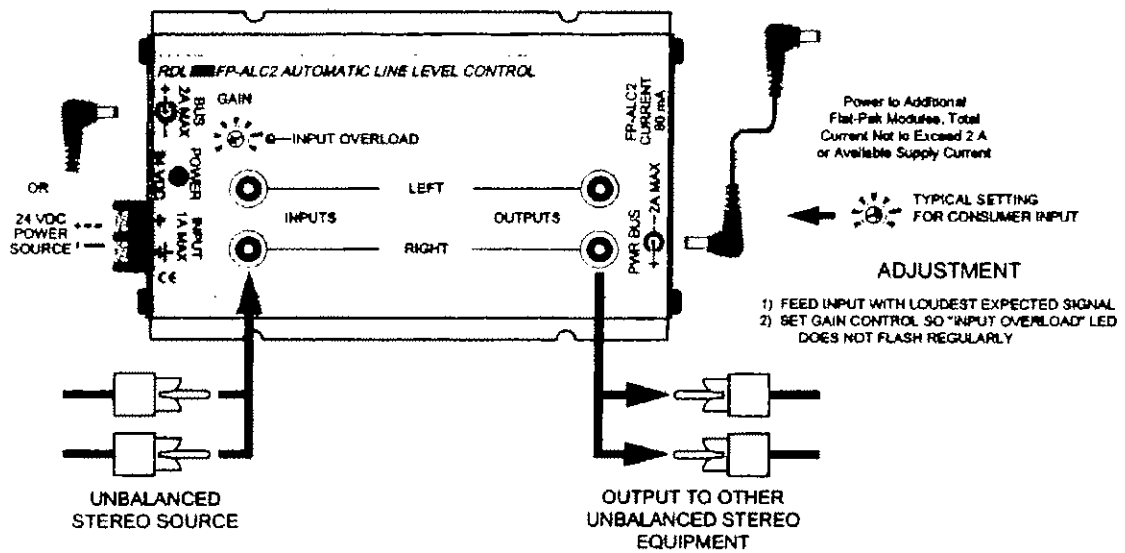 RDL FP-ALC2 AUTOMATIC LINE LEVEL CONTROL
GAIN
INPUT OVERLOAD
BUS
2A MAX
POWER
24 VDC
INPUT
1A MAX
CE
LEFT
INPUTS
OUTPUTS
RIGHT
FP-ALC2
CURRENT
80 mA
PWR BUS
2A MAX
OR
24 VDC
POWER
SOURCE
Power to Additional
Flat-Pak Modules, Total
Current Not to Exceed 2 A
or Available Supply Current
TYPICAL SETTING
FOR CONSUMER INPUT
ADJUSTMENT
1) FEED INPUT WITH LOUDEST EXPECTED SIGNAL
2) SET GAIN CONTROL SO "INPUT OVERLOAD" LED
DOES NOT FLASH REGULARLY
UNBALANCED
STEREO SOURCE
OUTPUT TO OTHER
UNBALANCED STEREO
EQUIPMENT